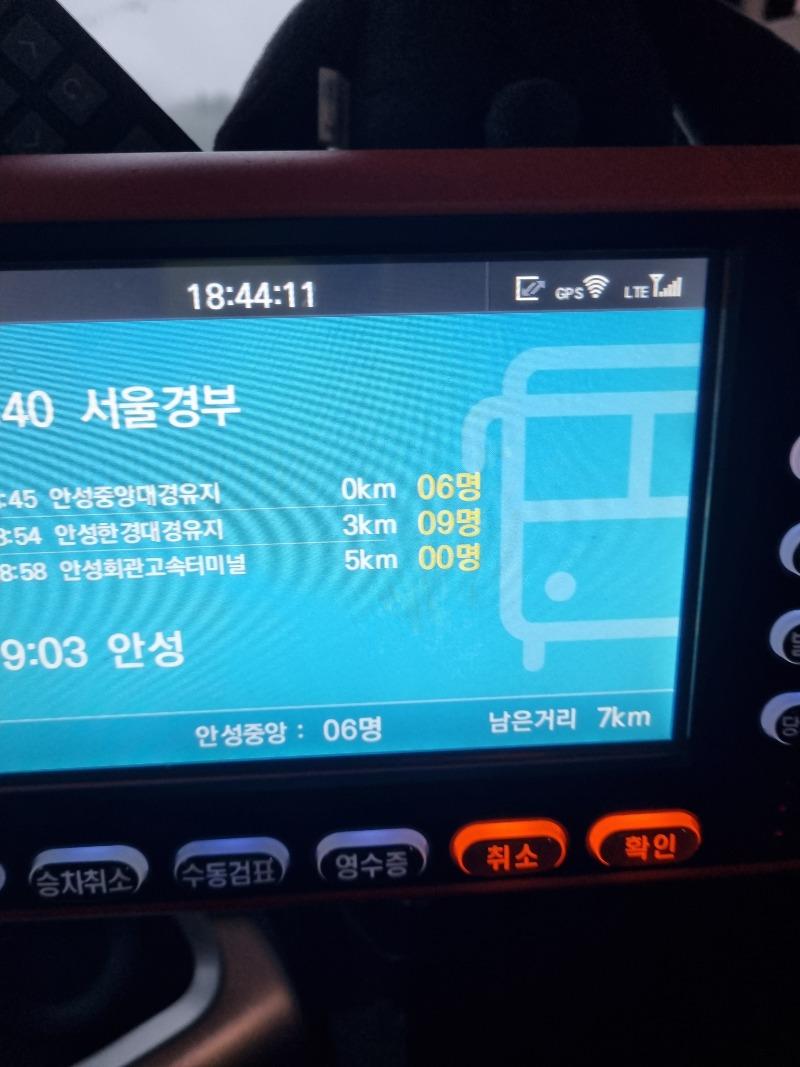 18:44:11
GPS
LTE
40 서울경부
:45 안성중앙대경유지 0km 06명
8:54 안성한경대경유지 3km 09명
8:58 안성회관고속터미널 5km 00명
9:03 안성
안성중앙 : 06명 남은거리 7km
승차취소 수동검표 영수증 취소 확인